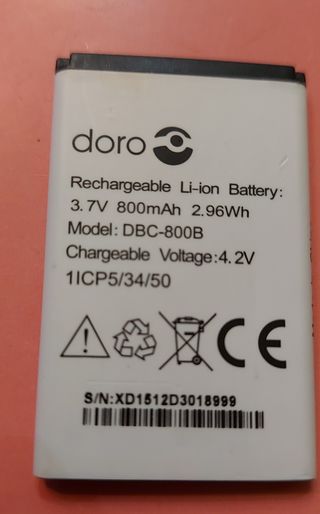 doro
Rechargeable Li-ion Battery:
3.7V 800mAh 2.96Wh
Model: DBC-800B
Chargeable Voltage:4.2V
1ICP5/34/50
CE
S/N:XD1512D3018999